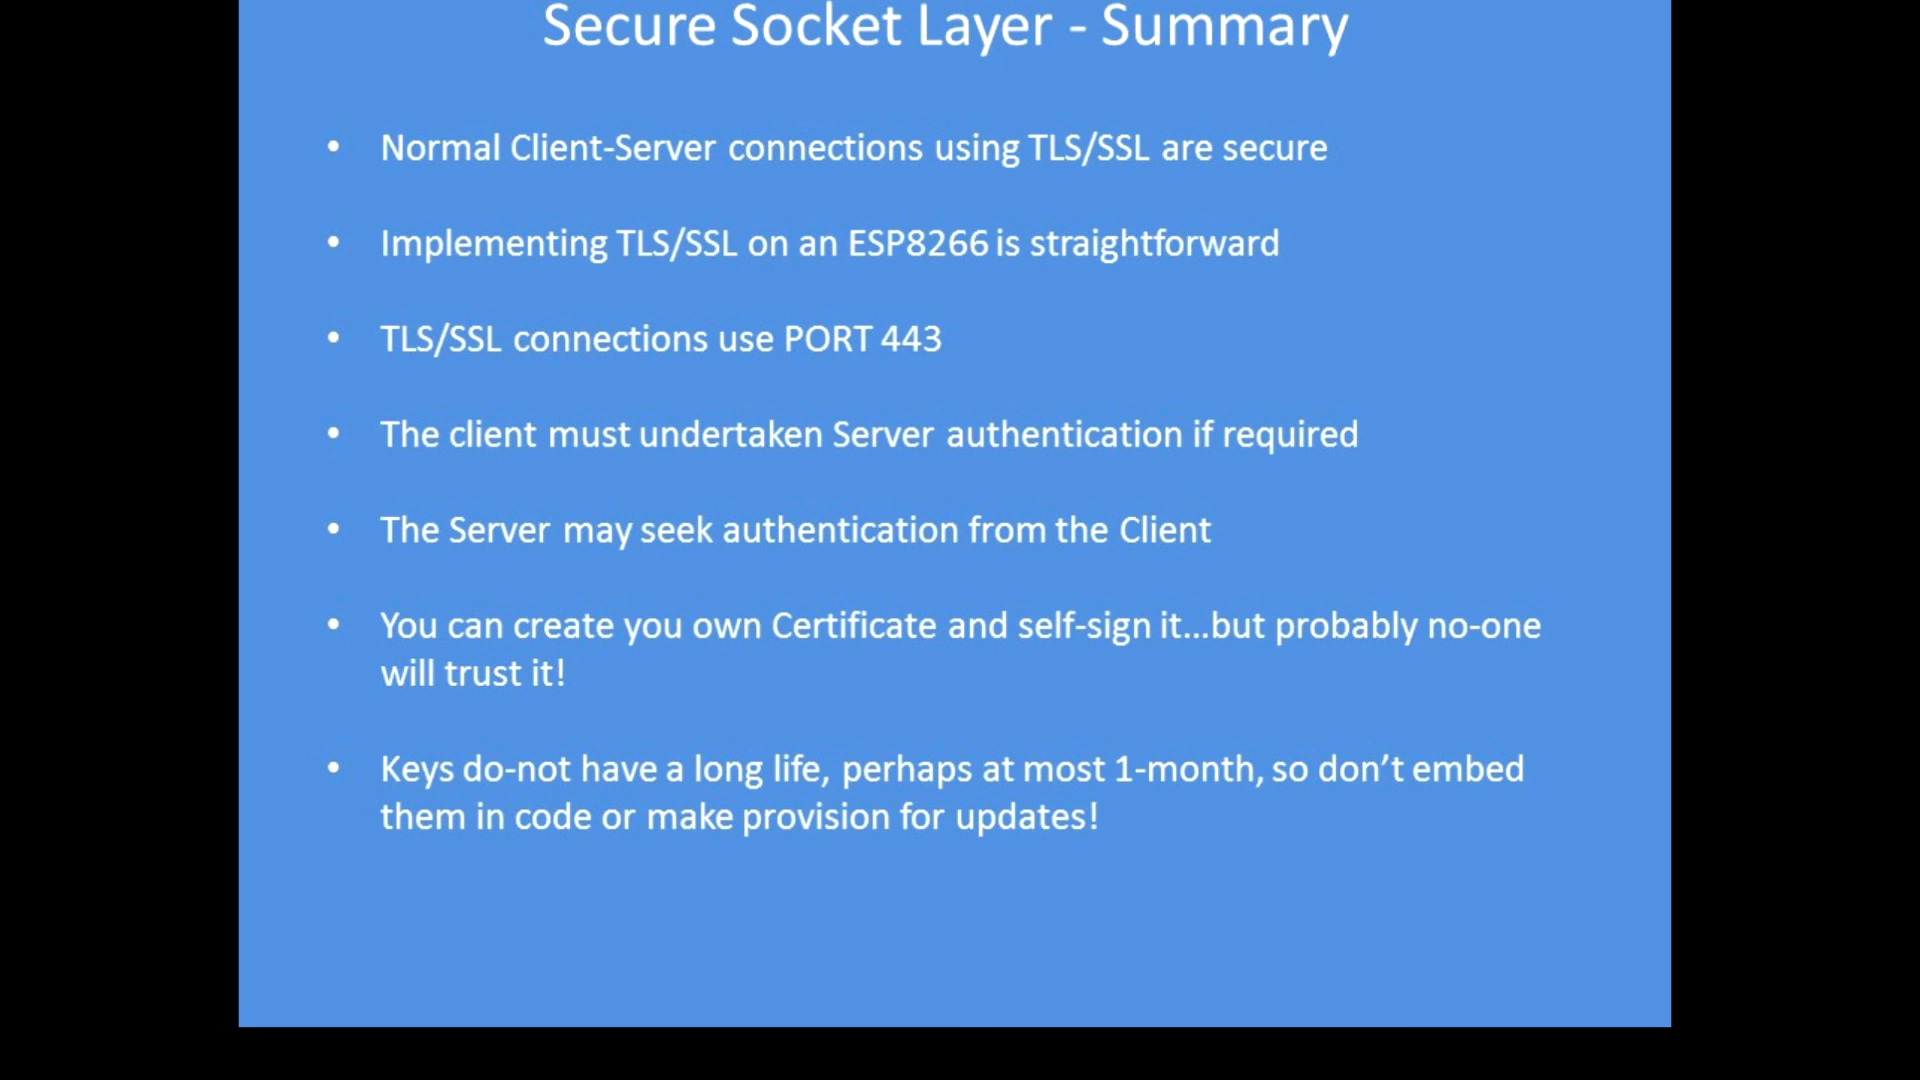 Secure Socket Layer - Summary
• Normal Client-Server connections using TLS/SSL are secure
• Implementing TLS/SSL on an ESP8266 is straightforward
• TLS/SSL connections use PORT 443
• The client must undertaken Server authentication if required
• The Server may seek authentication from the Client
• You can create you own Certificate and self-sign it...but probably no-one
will trust it!
• Keys do-not have a long life, perhaps at most 1-month, so don’t embed
them in code or make provision for updates!